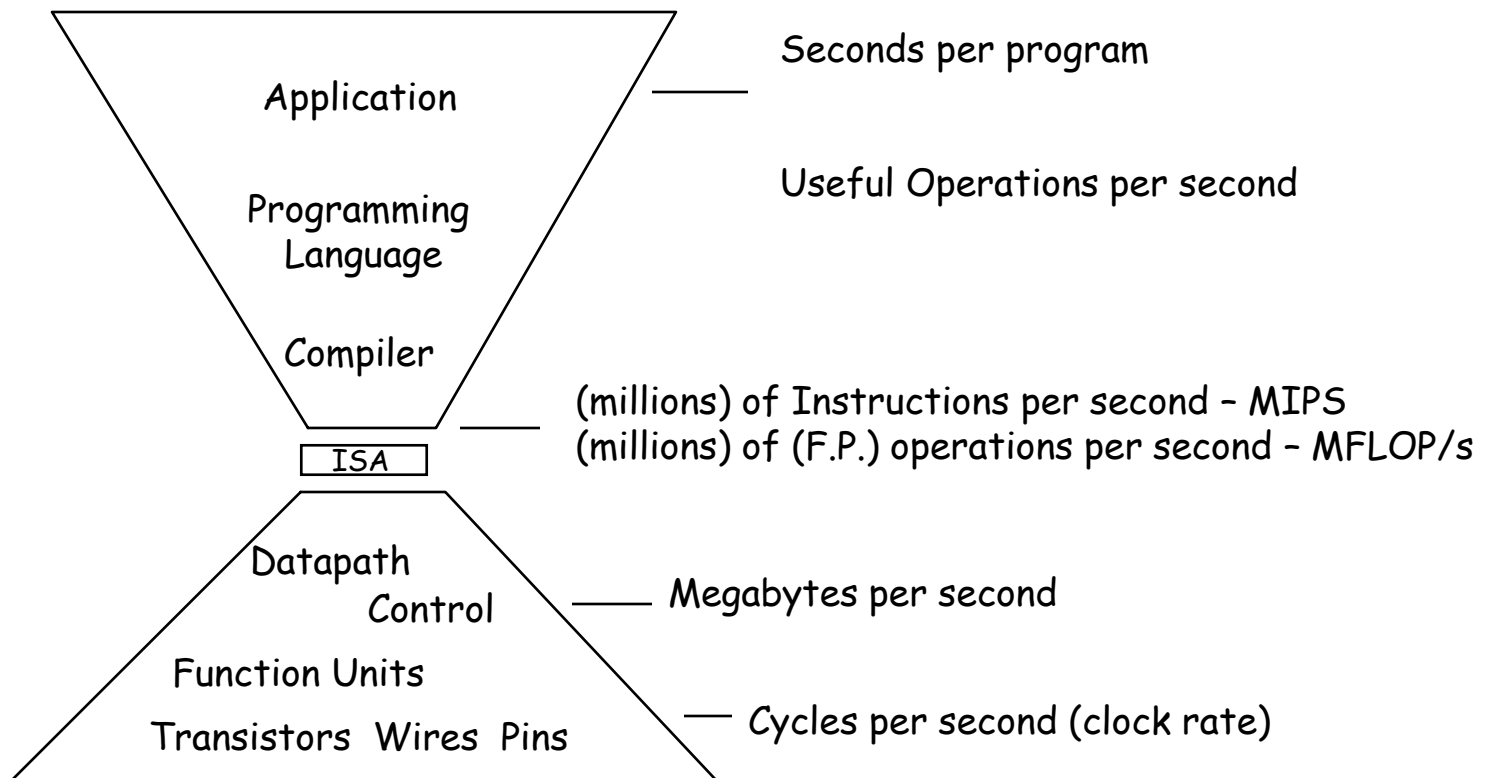 Seconds per program
Application
Useful Operations per second
Programming
Language
Compiler
(millions) of Instructions per second – MIPS
(millions) of (F.P.) operations per second – MFLOP/s
ISA
Datapath
Control
Megabytes per second
Function Units
Cycles per second (clock rate)
Transistors Wires Pins